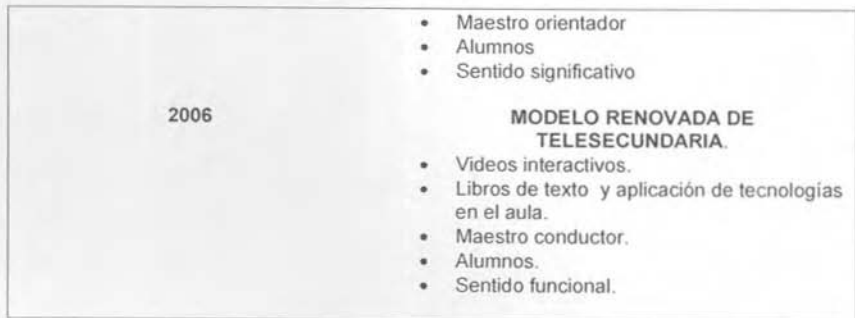 • Maestro orientador
• Alumnos
• Sentido significativo
2006
MODELO RENOVADA DE
TELESECUNDARIA.
• Videos interactivos.
• Libros de texto y aplicación de tecnologías
en el aula.
• Maestro conductor.
• Alumnos.
• Sentido funcional.